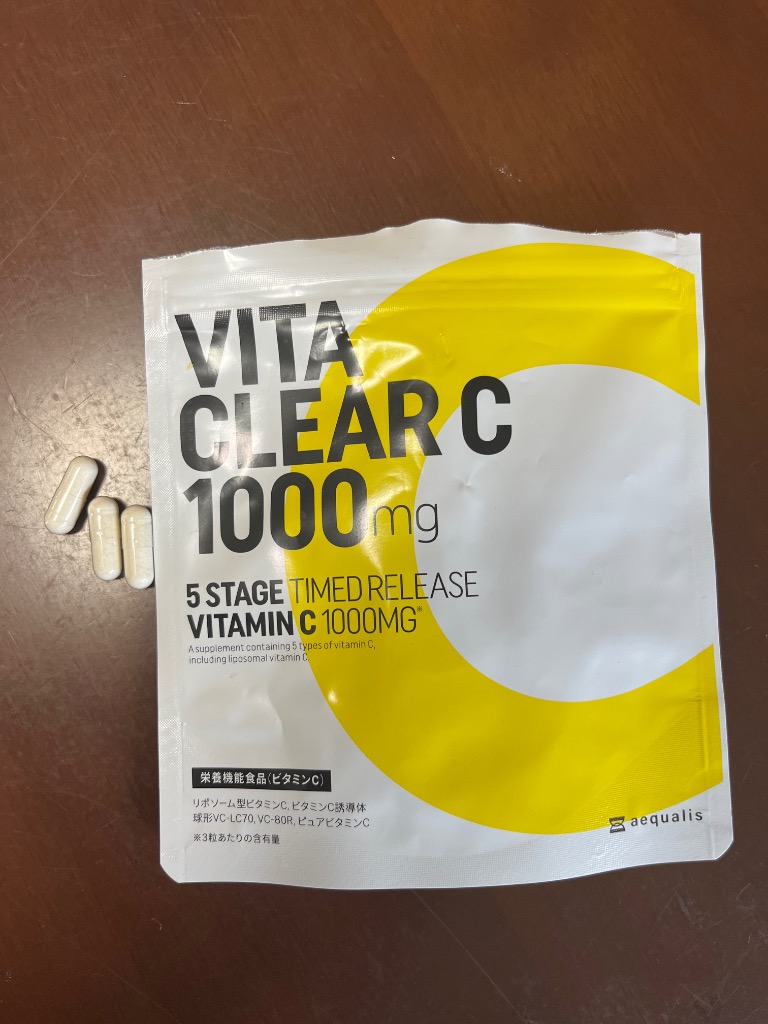 VITA
CLEAR C
1000mg
5 STAGE TIMED RELEASE
VITAMIN C 1000MG※
A supplement containing 5 types of vitamin C,
including liposomal vitamin C.
栄養機能食品(ビタミンC)
リポソーム型ビタミンC, ビタミンC誘導体
球形VC-LC70, VC-80R, ピュアビタミンC
※3粒あたりの含有量
aequalis